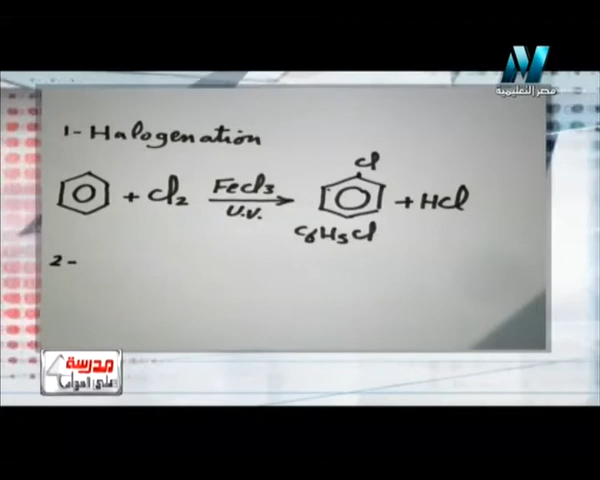 مصر التعليمية
1- Halogenation
+ Cl₂ FeCl₃ U.V. Cl + HCl
C₆H₅Cl
2-
مدرسة
على الهواء